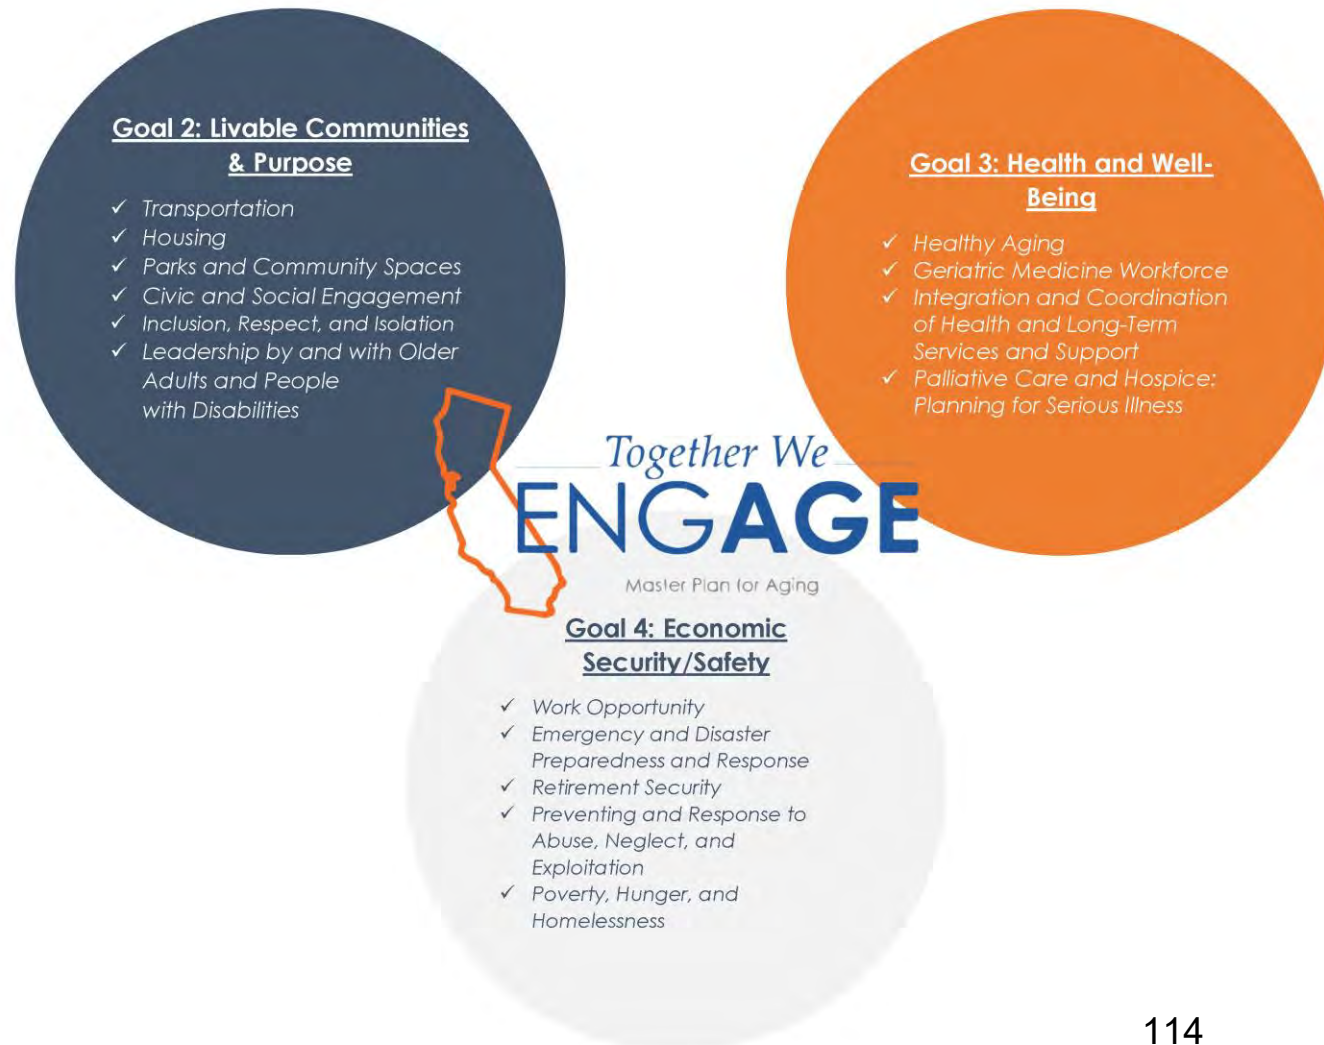 Goal 2: Livable Communities
& Purpose
✓ Transportation
✓ Housing
✓ Parks and Community Spaces
✓ Civic and Social Engagement
✓ Inclusion, Respect, and Isolation
✓ Leadership by and with Older
Adults and People
with Disabilities
Goal 3: Health and Well-
Being
✓ Healthy Aging
✓ Geriatric Medicine Workforce
✓ Integration and Coordination
of Health and Long-Term
Services and Support
✓ Palliative Care and Hospice:
Planning for Serious Illness
Together We
ENGAGE
Master Plan for Aging
Goal 4: Economic
Security/Safety
✓ Work Opportunity
✓ Emergency and Disaster
Preparedness and Response
✓ Retirement Security
✓ Preventing and Response to
Abuse, Neglect, and
Exploitation
✓ Poverty, Hunger, and
Homelessness
114